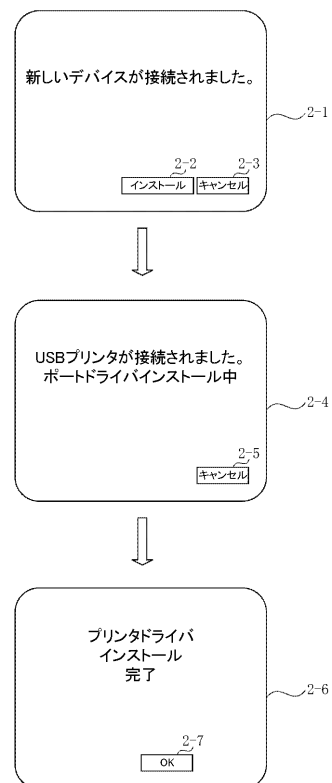 新しいデバイスが接続されました。
2-1
2-2
2-3
インストール
キャンセル
USBプリンタが接続されました。
ポートドライバインストール中
2-4
2-5
キャンセル
プリンタドライバ
インストール
完了
2-6
2-7
OK